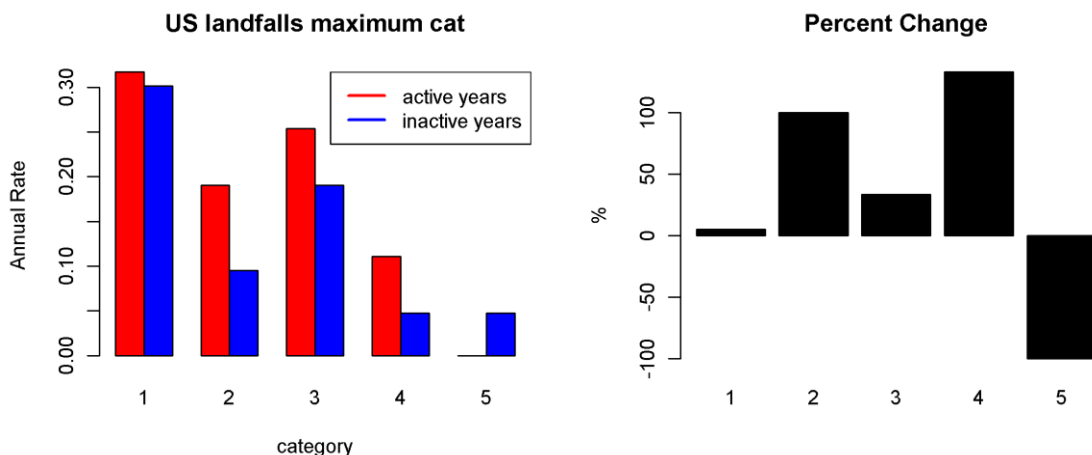 US landfalls maximum cat
active years
inactive years
Annual Rate
0.30
0.20
0.10
0.00
1 2 3 4 5
category
Percent Change
%
100
50
0
-50
-100
1 2 3 4 5